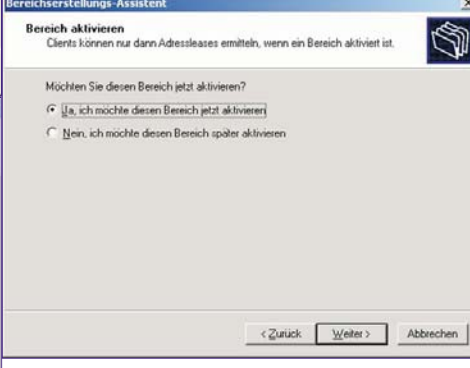 Bereichserstellungs-Assistent
Bereich aktivieren
Clients können nur dann Adressleases ermitteln, wenn ein Bereich aktiviert ist.
Möchten Sie diesen Bereich jetzt aktivieren?
Ja, ich möchte diesen Bereich jetzt aktivieren
Nein, ich möchte diesen Bereich später aktivieren
< Zurück
Weiter >
Abbrechen